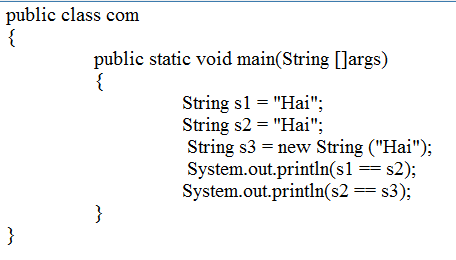 public class com
{
public static void main(String []args)
{
String s1 = "Hai";
String s2 = "Hai";
String s3 = new String ("Hai");
System.out.println(s1 == s2);
System.out.println(s2 == s3);
}
}